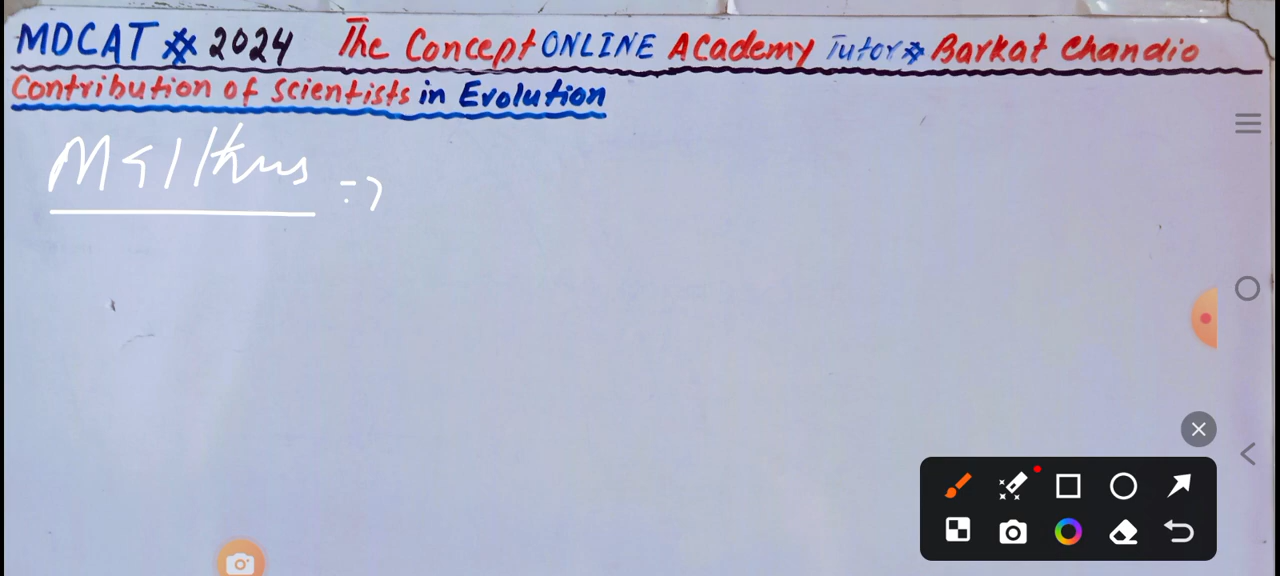 MDCAT # 2024 The Concept ONLINE Academy Tutor # Barkat Chandio
Contribution of Scientists in Evolution
Malthus :-